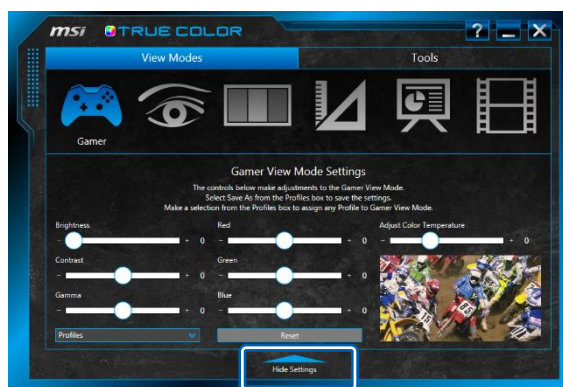 msi TRUE COLOR
? _ X
View Modes
Tools
Gamer
Gamer View Mode Settings
The controls below make adjustments to the Gamer View Mode.
Select Save As from the Profiles box to save the settings.
Make a selection from the Profiles box to assign any Profile to Gamer View Mode.
Brightness
- + 0
Red
- + 0
Adjust Color Temperature
- + 0
Contrast
- + 0
Green
- + 0
Gamma
- + 0
Blue
- + 0
Profiles
Reset
Hide Settings